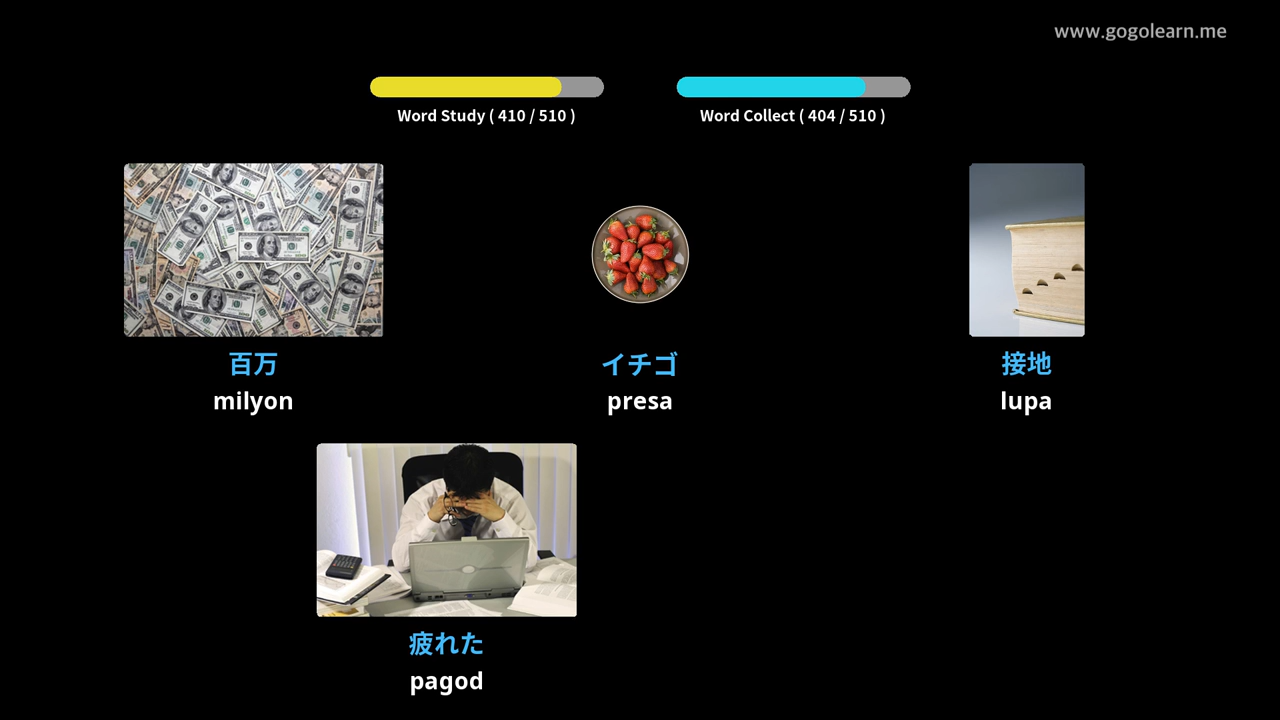 www.gogolearn.me
Word Study ( 410 / 510 )
Word Collect ( 404 / 510 )
百万
milyon
イチゴ
presa
接地
lupa
疲れた
pagod